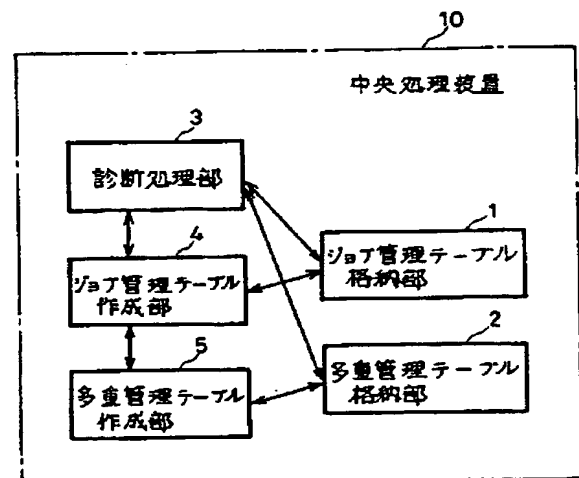 10
中央処理装置
3
診断処理部
4
ジョブ管理テーブル
作成部
5
多重管理テーブル
作成部
1
ジョブ管理テーブル
格納部
2
多重管理テーブル
格納部